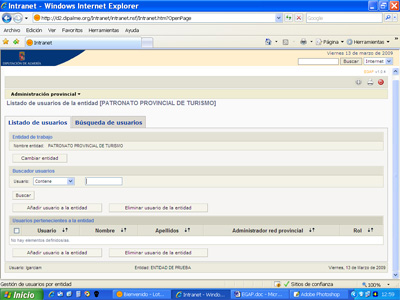 Intranet - Windows Internet Explorer
http://d2.dipalme.org/Intranet/intranet.nsf/Intranet.htm?OpenPage
Archivo Edición Ver Favoritos Herramientas Ayuda
Intranet
Página Herramientas
Viernes 13 de marzo de 2009
DIPUTACIÓN DE ALMERÍA
Buscar Internet
Administración provincial
Listado de usuarios de la entidad [PATRONATO PROVINCIAL DE TURISMO]
Listado de usuarios Búsqueda de usuarios
Entidad de trabajo
Nombre entidad: PATRONATO PROVINCIAL DE TURISMO
Cambiar entidad
Buscador usuarios
Usuario: Contiene
Buscar
Añadir usuario a la entidad Eliminar usuario de la entidad
Usuarios pertenecientes a la entidad
Usuario Nombre Apellidos Administrador red provincial Rol
No hay elementos definidos/as.
Añadir usuario a la entidad Eliminar usuario de la entidad
Usuario: Entidad: ENTIDAD DE PRUEBA Viernes, 13 de Marzo de 2009
Gestión de usuarios por entidad Sitios de confianza 100%
Inicio Bienvenido - Lot... Intranet - Window... EGAP.doc - Micr... Adobe Photoshop 12:59